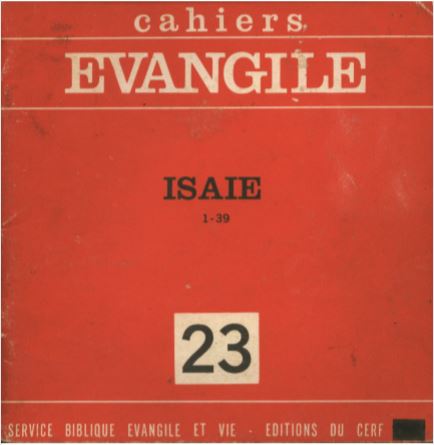 cahiers
EVANGILE
ISAIE
1-39
23
SERVICE BIBLIQUE EVANGILE ET VIE - EDITIONS DU CERF